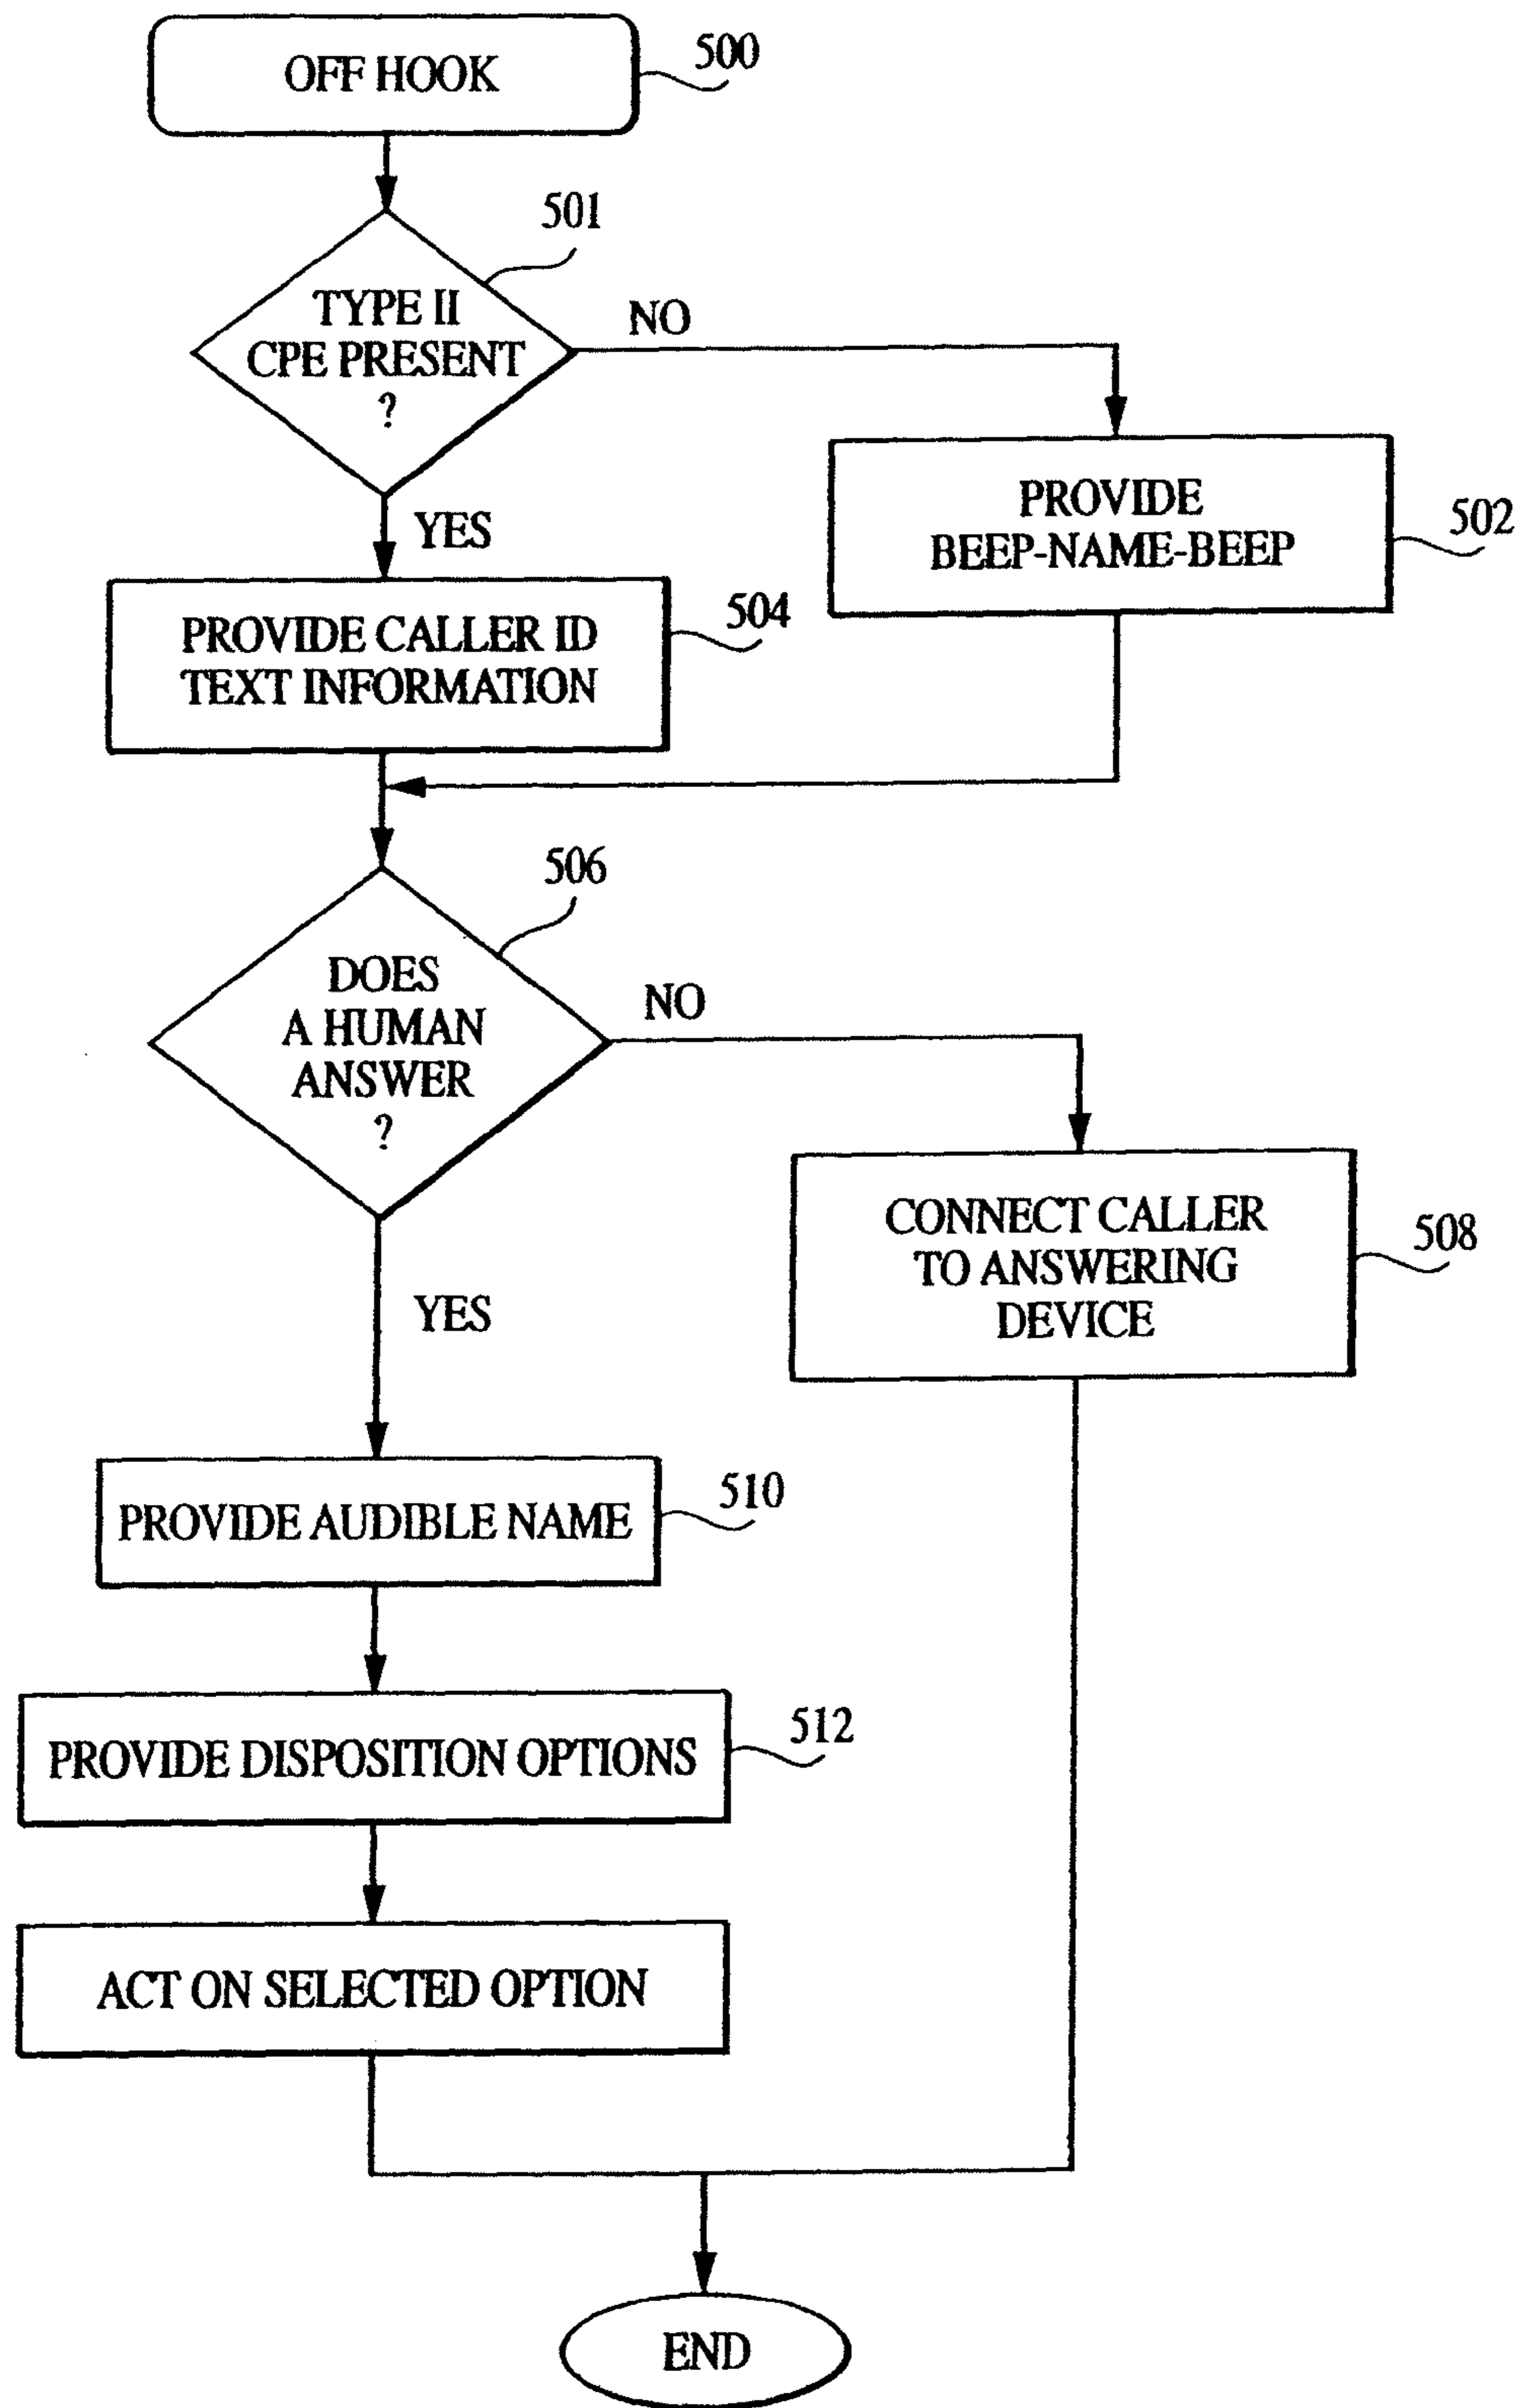 OFF HOOK
500
501
TYPE II
CPE PRESENT
?
NO
YES
PROVIDE
BEEP-NAME-BEEP
502
PROVIDE CALLER ID
TEXT INFORMATION
504
506
DOES
A HUMAN
ANSWER
?
NO
YES
CONNECT CALLER
TO ANSWERING
DEVICE
508
PROVIDE AUDIBLE NAME
510
PROVIDE DISPOSITION OPTIONS
512
ACT ON SELECTED OPTION
END